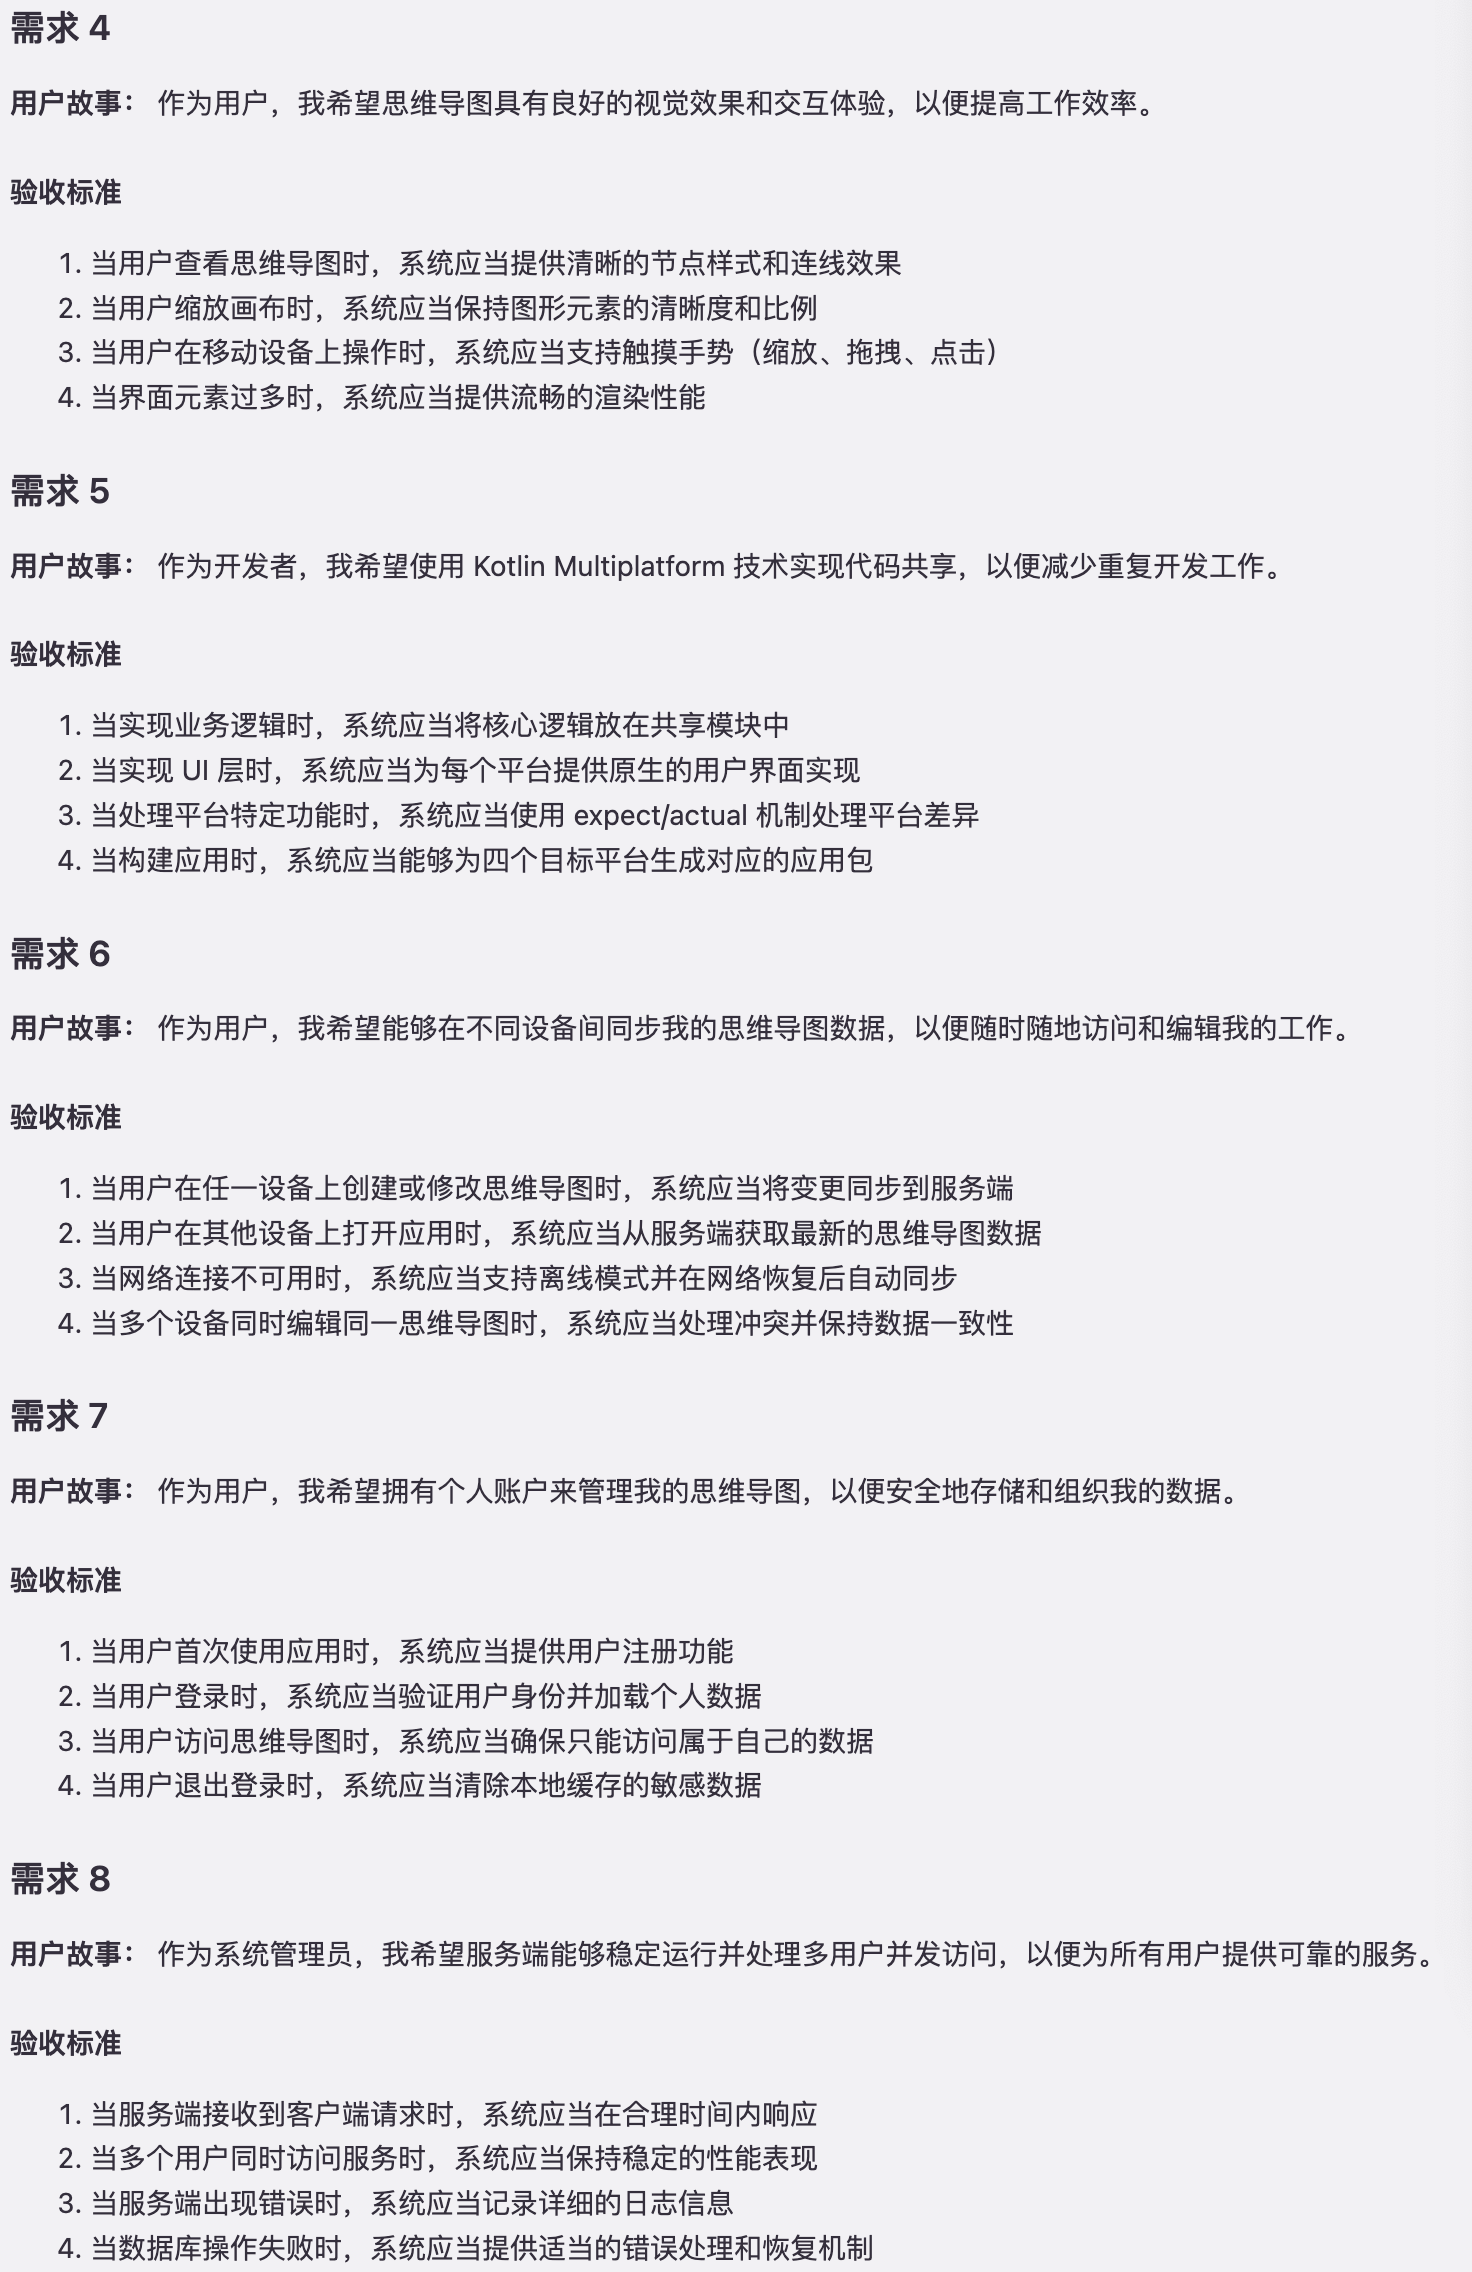 需求 4
用户故事： 作为用户，我希望思维导图具有良好的视觉效果和交互体验，以便提高工作效率。
验收标准
1. 当用户查看思维导图时，系统应当提供清晰的节点样式和连线效果
2. 当用户缩放画布时，系统应当保持图形元素的清晰度和比例
3. 当用户在移动设备上操作时，系统应当支持触摸手势（缩放、拖拽、点击）
4. 当界面元素过多时，系统应当提供流畅的渲染性能
需求 5
用户故事： 作为开发者，我希望使用 Kotlin Multiplatform 技术实现代码共享，以便减少重复开发工作。
验收标准
1. 当实现业务逻辑时，系统应当将核心逻辑放在共享模块中
2. 当实现 UI 层时，系统应当为每个平台提供原生的用户界面实现
3. 当处理平台特定功能时，系统应当使用 expect/actual 机制处理平台差异
4. 当构建应用时，系统应当能够为四个目标平台生成对应的应用包
需求 6
用户故事： 作为用户，我希望能够在不同设备间同步我的思维导图数据，以便随时随地访问和编辑我的工作。
验收标准
1. 当用户在任一设备上创建或修改思维导图时，系统应当将变更同步到服务端
2. 当用户在其他设备上打开应用时，系统应当从服务端获取最新的思维导图数据
3. 当网络连接不可用时，系统应当支持离线模式并在网络恢复后自动同步
4. 当多个设备同时编辑同一思维导图时，系统应当处理冲突并保持数据一致性
需求 7
用户故事： 作为用户，我希望拥有个人账户来管理我的思维导图，以便安全地存储和组织我的数据。
验收标准
1. 当用户首次使用应用时，系统应当提供用户注册功能
2. 当用户登录时，系统应当验证用户身份并加载个人数据
3. 当用户访问思维导图时，系统应当确保只能访问属于自己的数据
4. 当用户退出登录时，系统应当清除本地缓存的敏感数据
需求 8
用户故事： 作为系统管理员，我希望服务端能够稳定运行并处理多用户并发访问，以便为所有用户提供可靠的服务。
验收标准
1. 当服务端接收到客户端请求时，系统应当在合理时间内响应
2. 当多个用户同时访问服务时，系统应当保持稳定的性能表现
3. 当服务端出现错误时，系统应当记录详细的日志信息
4. 当数据库操作失败时，系统应当提供适当的错误处理和恢复机制